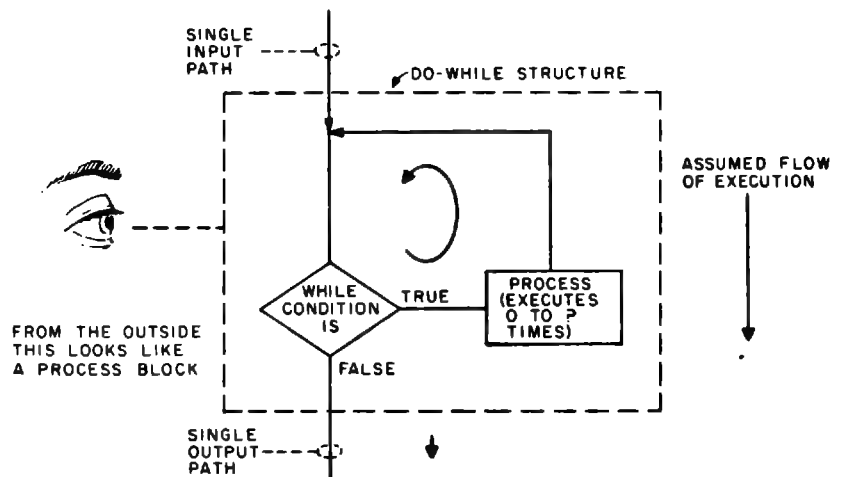 SINGLE
INPUT
PATH
DO-WHILE STRUCTURE
ASSUMED FLOW
OF EXECUTION
WHILE
CONDITION
IS
TRUE
PROCESS
(EXECUTES
0 TO ?
TIMES)
FROM THE OUTSIDE
THIS LOOKS LIKE
A PROCESS BLOCK
FALSE
SINGLE
OUTPUT
PATH